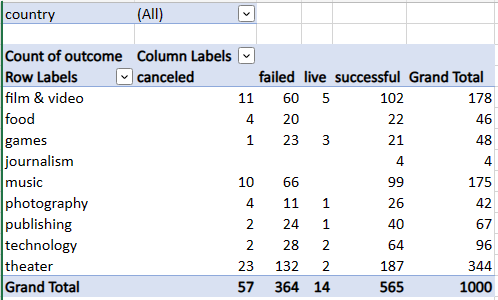 country (All)
Count of outcome Column Labels
Row Labels canceled failed live successful Grand Total
film & video 11 60 5 102 178
food 4 20 22 46
games 1 23 3 21 48
journalism 4 4
music 10 66 99 175
photography 4 11 1 26 42
publishing 2 24 1 40 67
technology 2 28 2 64 96
theater 23 132 2 187 344
Grand Total 57 364 14 565 1000